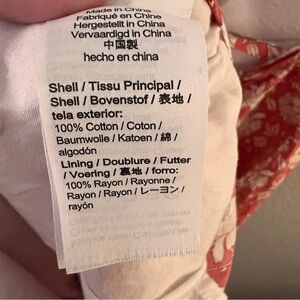 Made in China
Fabriqué en Chine
Hergestellt in China
Vervaardigd in China
中国製
hecho en china
Shell / Tissu Principal /
Shell / Bovenstof / 表地 /
tela exterior:
100% Cotton / Coton /
Baumwolle / Katoen / 綿 /
algodón
Lining / Doublure / Futter
/ Voering / 裏地 / forro:
100% Rayon / Rayonne /
Rayon / Rayon / レーヨン /
rayón